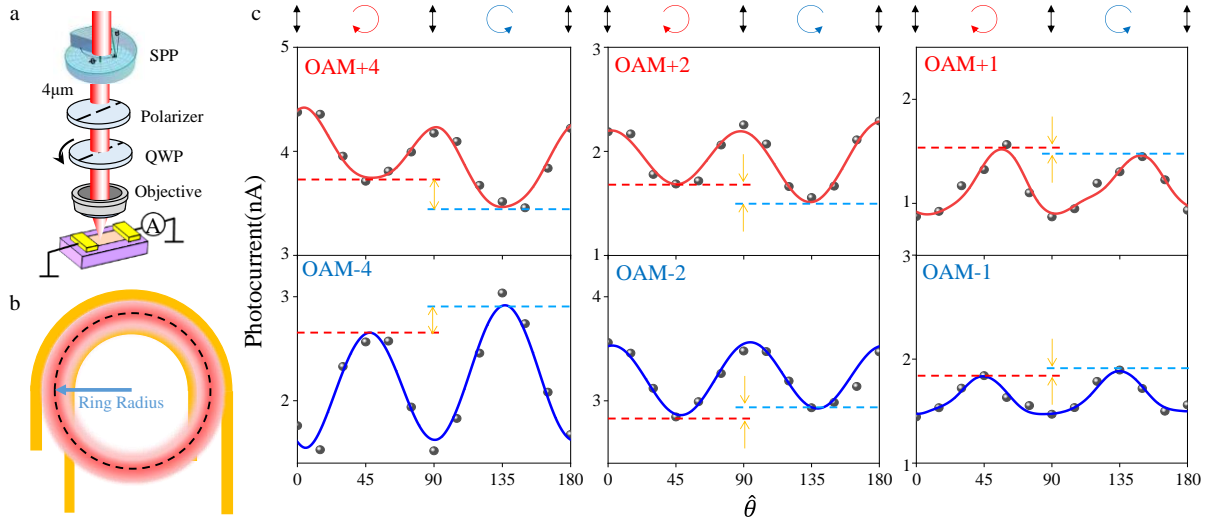 a
SPP
4μm
Polarizer
QWP
Objective
A
b
Ring Radius
c
Photocurrent(nA)
OAM+4
5
4
3
OAM+2
3
2
1
OAM+1
2
1
OAM-4
3
2
0 45 90 135 180
OAM-2
4
3
2
0 45 90 135 180
OAM-1
3
2
1
0 45 90 135 180
θ̂